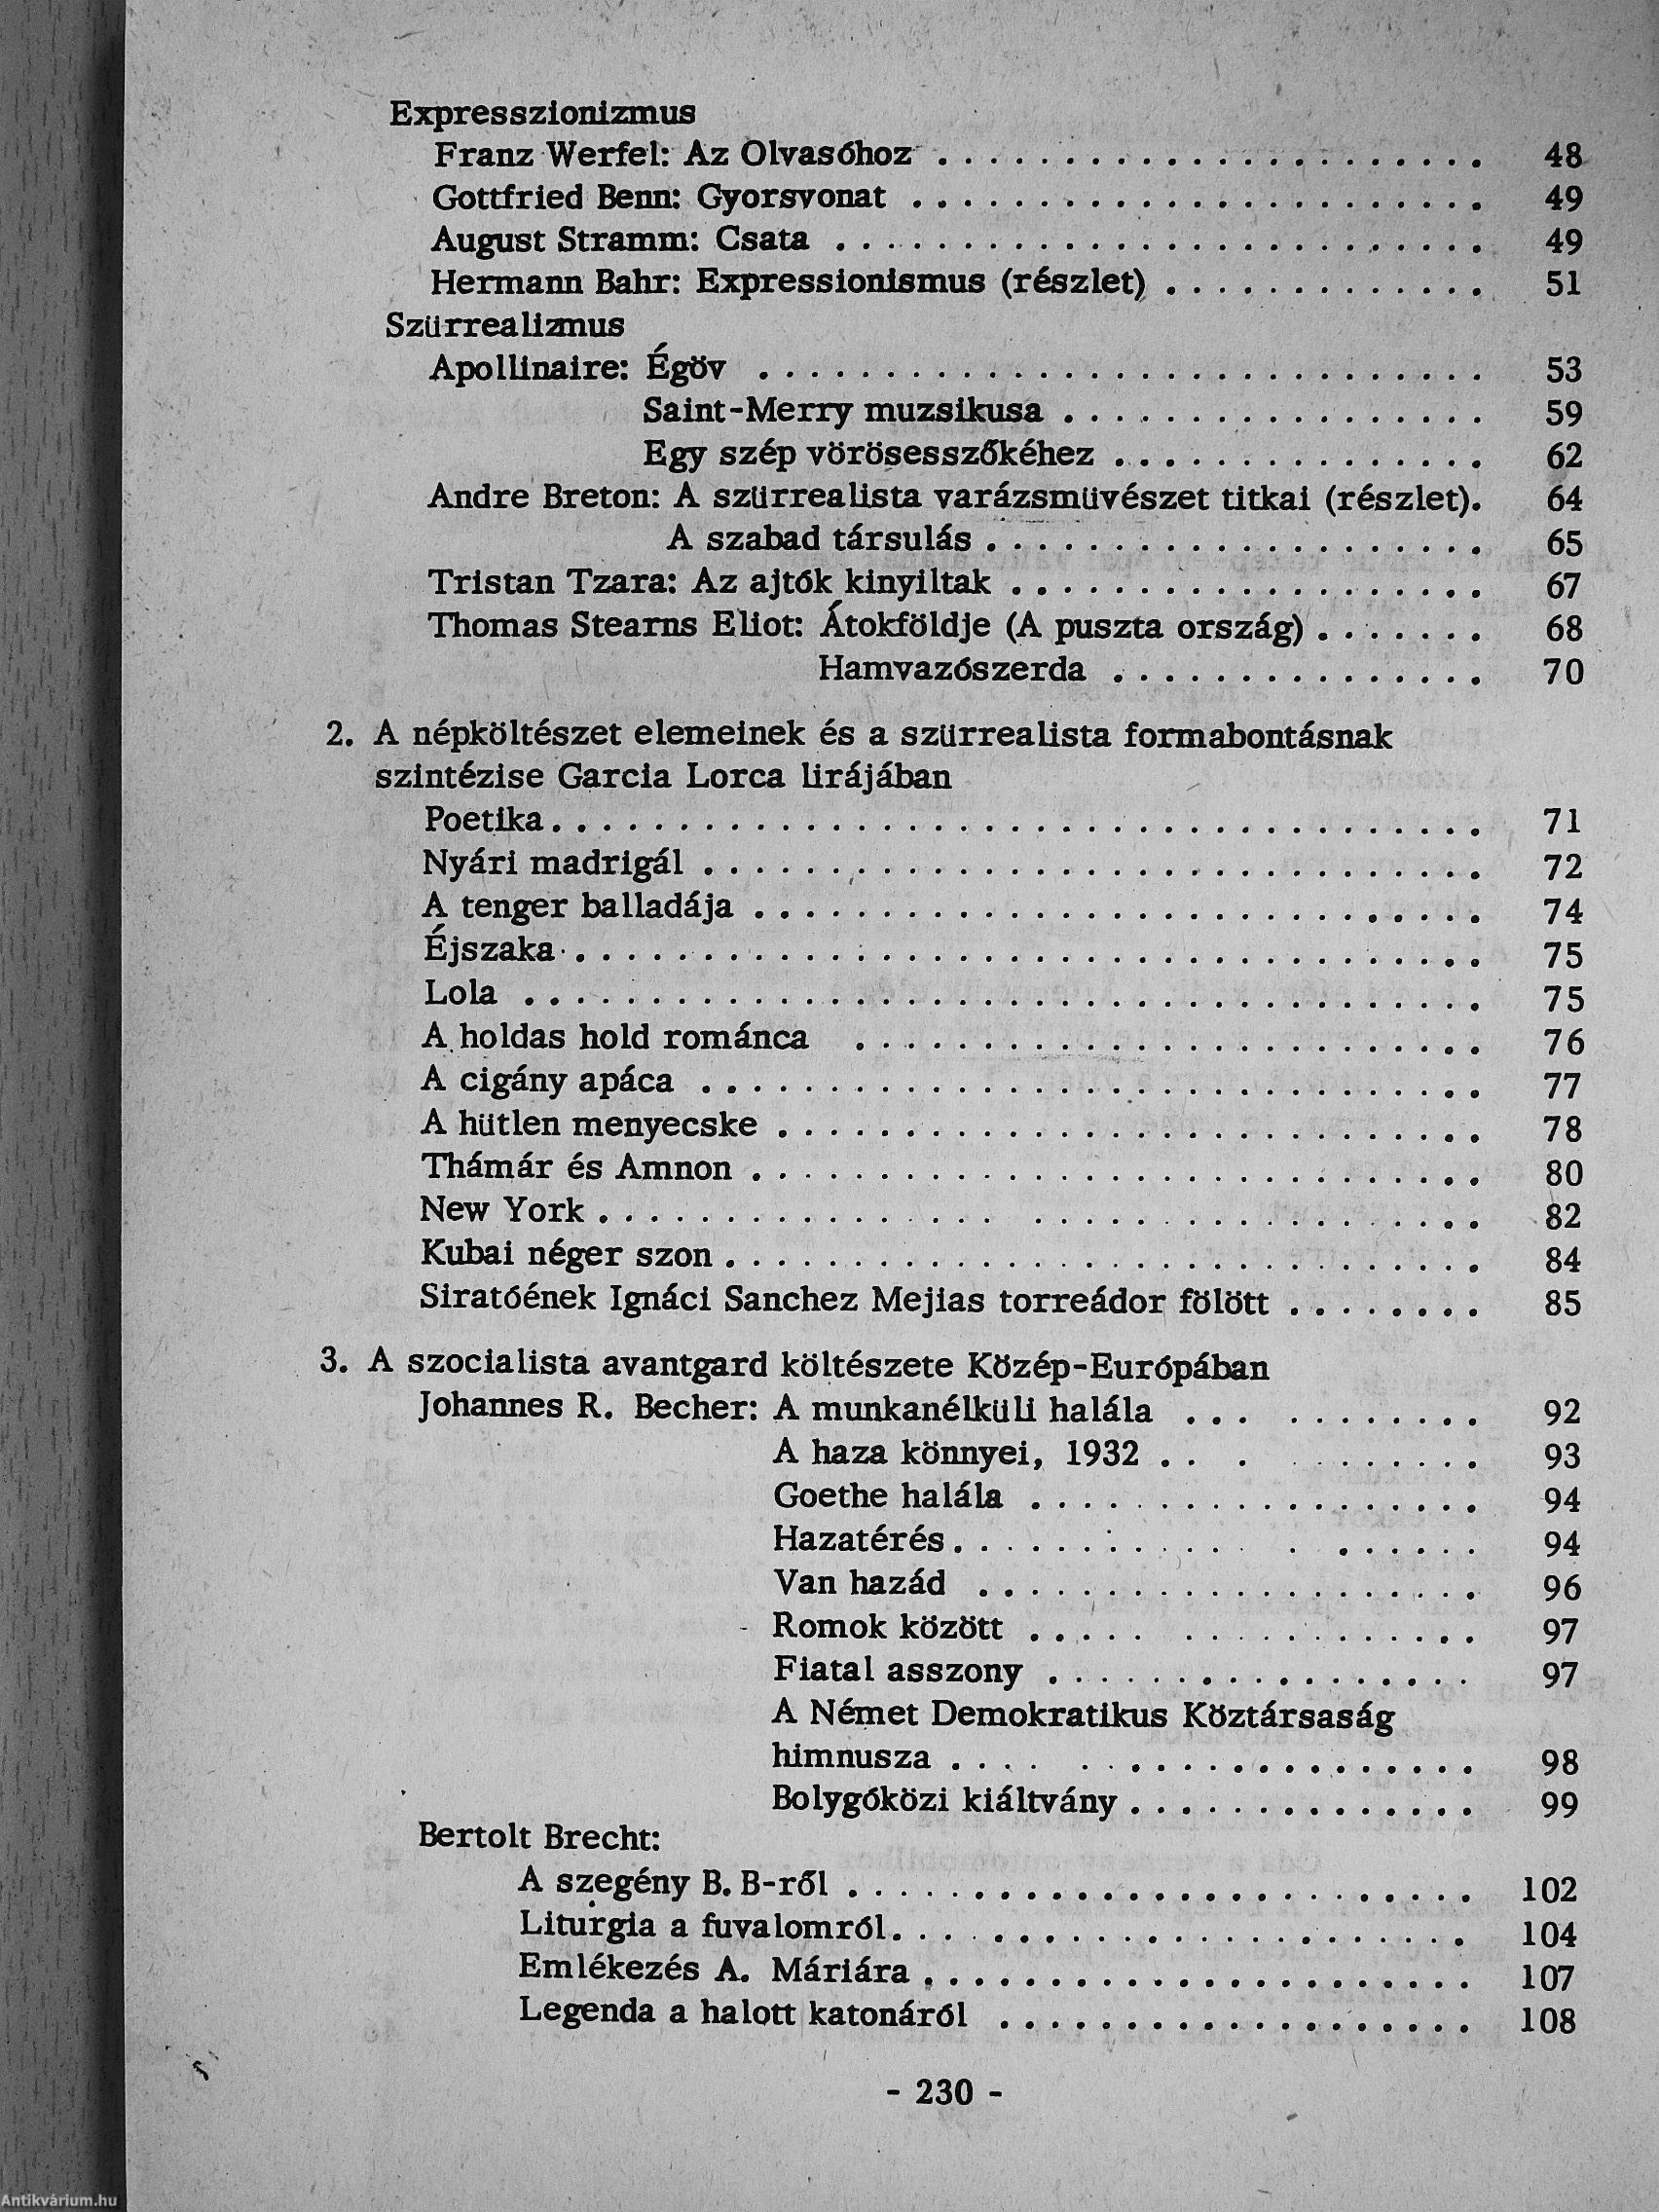 Expresszionizmus
Franz Werfel: Az Olvasóhoz . . . . . . . . . . . . . . . . . . . . . . 48
Gottfried Benn: Gyorsvonat . . . . . . . . . . . . . . . . . . . . . . . 49
August Stramm: Csata . . . . . . . . . . . . . . . . . . . . . . . . . . 49
Hermann Bahr: Expressionismus (részlet) . . . . . . . . . . . . . 51
Szürrealizmus
Apollinaire: Égöv . . . . . . . . . . . . . . . . . . . . . . . . . . . . . 53
Saint-Merry muzsikusa . . . . . . . . . . . . . . . . . 59
Egy szép vörösesszőkéhez . . . . . . . . . . . . . . . 62
Andre Breton: A szürrealista varázsmüvészet titkai (részlet). 64
A szabad társulás . . . . . . . . . . . . . . . . . . . . 65
Tristan Tzara: Az ajtók kinyiltak . . . . . . . . . . . . . . . . . . . 67
Thomas Stearns Eliot: Átokföldje (A puszta ország) . . . . . . . 68
Hamvazószerda . . . . . . . . . . . . . . . 70
2. A népköltészet elemeinek és a szürrealista formabontásnak
szintézise Garcia Lorca lirájában
Poetika . . . . . . . . . . . . . . . . . . . . . . . . . . . . . . . . . . . . . 71
Nyári madrigál . . . . . . . . . . . . . . . . . . . . . . . . . . . . . . . 72
A tenger balladája . . . . . . . . . . . . . . . . . . . . . . . . . . . . . 74
Éjszaka . . . . . . . . . . . . . . . . . . . . . . . . . . . . . . . . . . . . 75
Lola . . . . . . . . . . . . . . . . . . . . . . . . . . . . . . . . . . . . . . 75
A holdas hold románca . . . . . . . . . . . . . . . . . . . . . . . . . 76
A cigány apáca . . . . . . . . . . . . . . . . . . . . . . . . . . . . . . . 77
A hütlen menyecske . . . . . . . . . . . . . . . . . . . . . . . . . . . . 78
Thámár és Amnon . . . . . . . . . . . . . . . . . . . . . . . . . . . . . 80
New York . . . . . . . . . . . . . . . . . . . . . . . . . . . . . . . . . . 82
Kubai néger szon . . . . . . . . . . . . . . . . . . . . . . . . . . . . . . 84
Siratóének Ignáci Sanchez Mejias torreádor fölött . . . . . . . . 85
3. A szocialista avantgard költészete Közép-Európában
Johannes R. Becher: A munkanélküli halála . . . . . . . . . . . 92
A haza könnyei, 1932 . . . . . . . . . . . 93
Goethe halála . . . . . . . . . . . . . . . . . . 94
Hazatérés . . . . . . . . . . . . . . . . . . . . 94
Van hazád . . . . . . . . . . . . . . . . . . . . 96
Romok között . . . . . . . . . . . . . . . . . 97
Fiatal asszony . . . . . . . . . . . . . . . . . 97
A Német Demokratikus Köztársaság
himnusza . . . . . . . . . . . . . . . . . . . . 98
Bolygóközi kiáltvány . . . . . . . . . . . . . . 99
Bertolt Brecht:
A szegény B. B-ről . . . . . . . . . . . . . . . . . . . . . . . . . 102
Liturgia a fuvalomról . . . . . . . . . . . . . . . . . . . . . . . 104
Emlékezés A. Máriára . . . . . . . . . . . . . . . . . . . . . . 107
Legenda a halott katonáról . . . . . . . . . . . . . . . . . . . 108
- 230 -
Antikvárium.hu